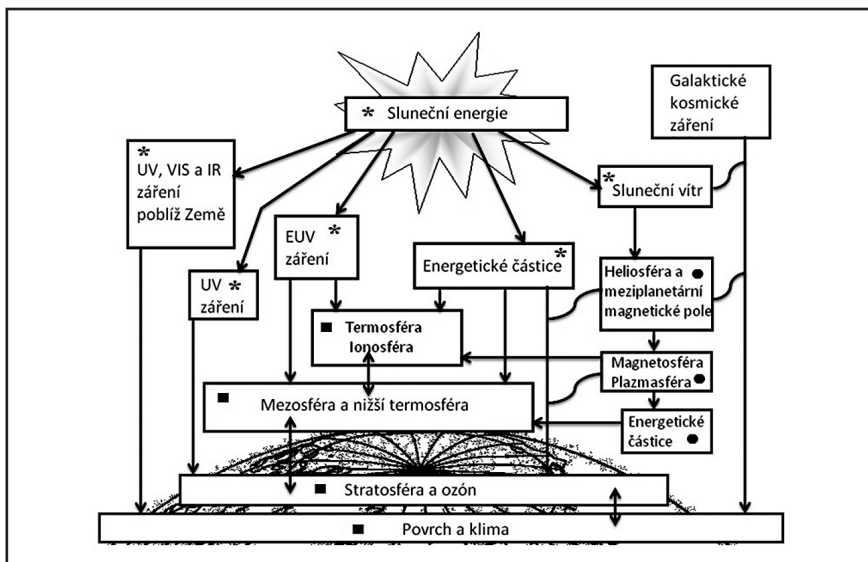 Galaktické
kosmické
záření
* Sluneční energie
*
UV, VIS a IR
záření
poblíž Země
* Sluneční vítr
EUV *
záření
Energetické částice *
UV *
záření
Heliosféra a
meziplanetární
magnetické pole
Termosféra
Ionosféra
Magnetosféra
Plazmasféra
Mezosféra a nižší termosféra
Energetické
částice
Stratosféra a ozón
Povrch a klima